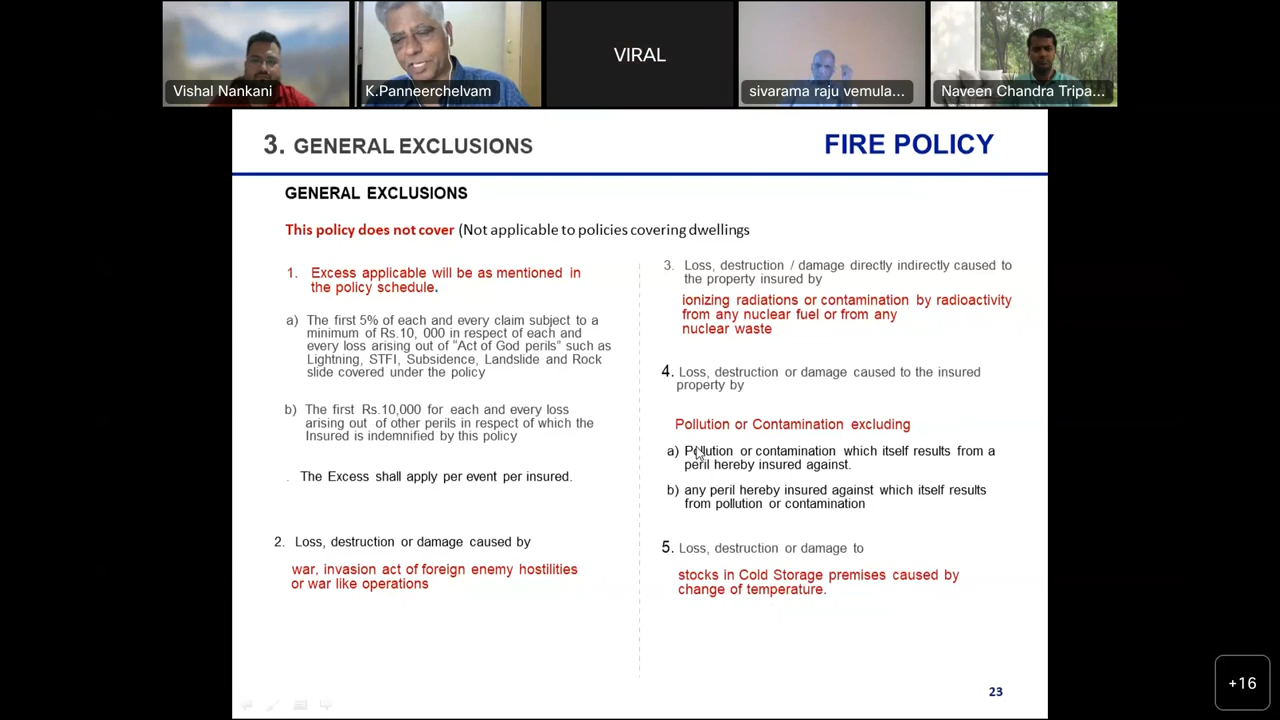 VIRAL
Vishal Nankani
K.Panneerchelvam
sivarama raju vemula...
Naveen Chandra Tripa...
3. GENERAL EXCLUSIONS
FIRE POLICY
GENERAL EXCLUSIONS
This policy does not cover (Not applicable to policies covering dwellings
1. Excess applicable will be as mentioned in
the policy schedule.
a) The first 5% of each and every claim subject to a
minimum of Rs.10, 000 in respect of each and
every loss arising out of “Act of God perils” such as
Lightning, STFI, Subsidence, Landslide and Rock
slide covered under the policy
b) The first Rs.10,000 for each and every loss
arising out of other perils in respect of which the
Insured is indemnified by this policy
. The Excess shall apply per event per insured.
2. Loss, destruction or damage caused by
war, invasion act of foreign enemy hostilities
or war like operations
3. Loss, destruction / damage directly indirectly caused to
the property insured by
ionizing radiations or contamination by radioactivity
from any nuclear fuel or from any
nuclear waste
4. Loss, destruction or damage caused to the insured
property by
Pollution or Contamination excluding
a) Pollution or contamination which itself results from a
peril hereby insured against.
b) any peril hereby insured against which itself results
from pollution or contamination
5. Loss, destruction or damage to
stocks in Cold Storage premises caused by
change of temperature.
23
+16